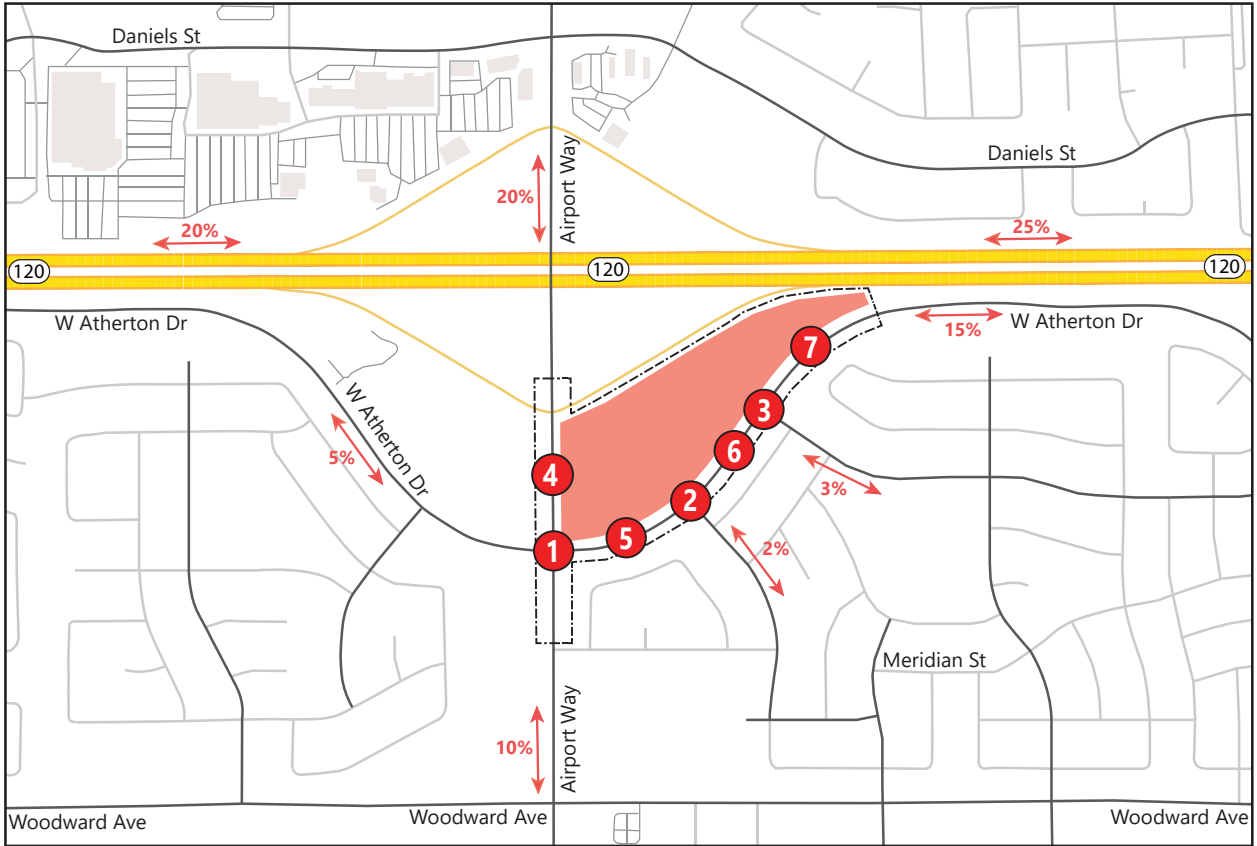 Daniels St
Airport Way
Daniels St
20%
20%
25%
120
120
120
W Atherton Dr
15%
W Atherton Dr
7
W Atherton Dr
3
5%
6
4
3%
2
5
1
2%
Meridian St
Airport Way
10%
Woodward Ave
Woodward Ave
Woodward Ave